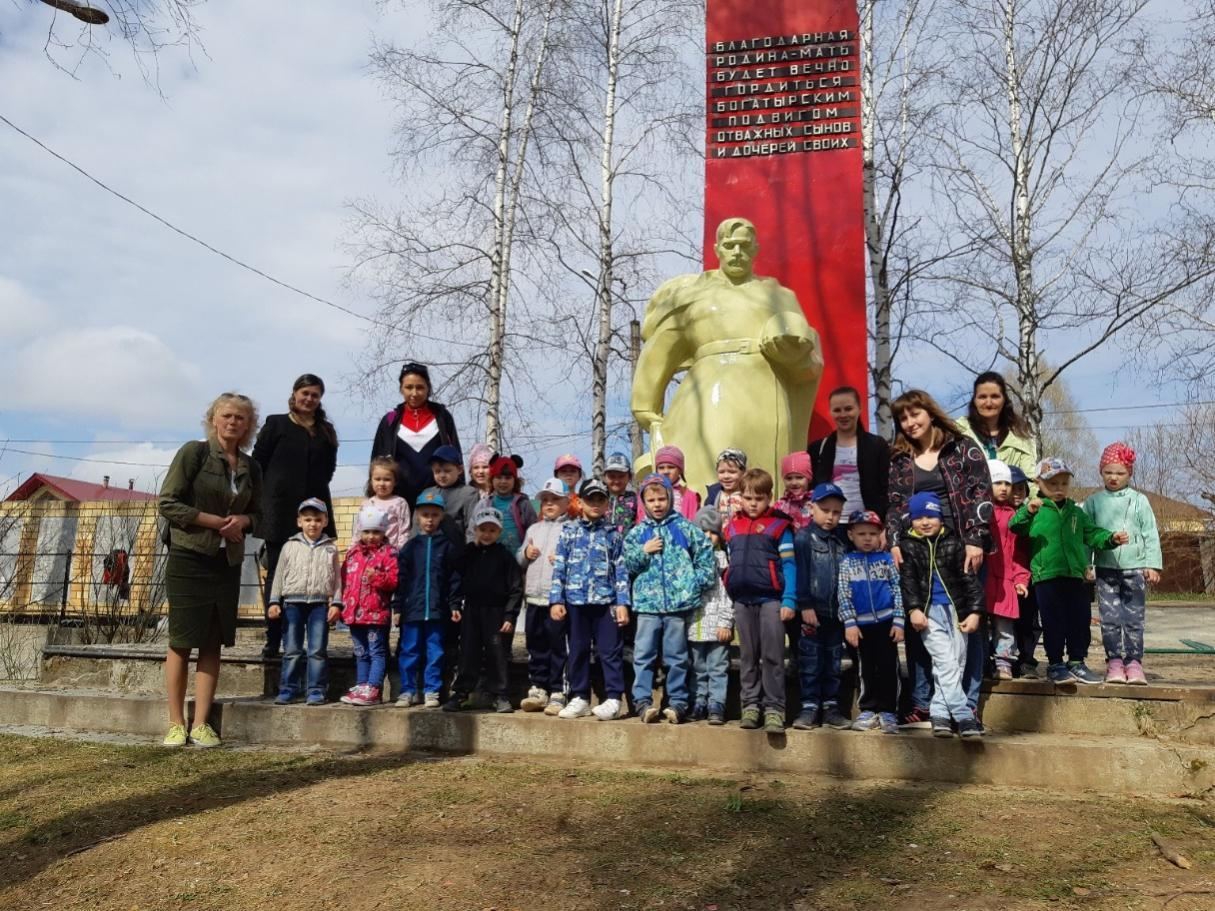 БЛАГОДАРНАЯ
РОДИНА-МАТЬ
БУДЕТ ВЕЧНО
ГОРДИТЬСЯ
БОГАТЫРСКИМ
ПОДВИГОМ
ОТВАЖНЫХ СЫНОВ
И ДОЧЕРЕЙ СВОИХ